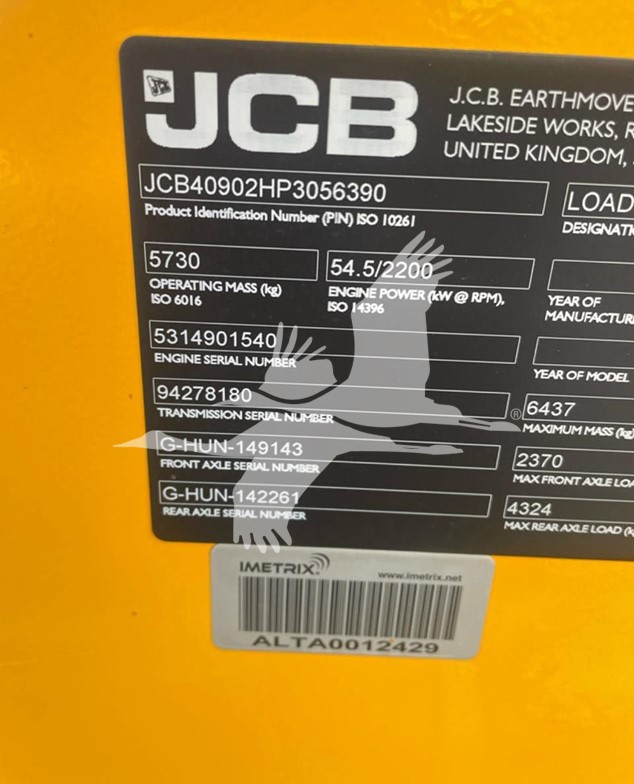 JCB
JCB
J.C.B. EARTHMOVE
LAKESIDE WORKS, R
UNITED KINGDOM,
JCB40902HP3056390
Product Identification Number (PIN) ISO 10261
LOAD
DESIGNATI
5730
OPERATING MASS (kg)
ISO 6016
54.5/2200
ENGINE POWER (kW @ RPM),
ISO 14396
YEAR OF
MANUFACTUR
5314901540
ENGINE SERIAL NUMBER
YEAR OF MODEL
94278180
TRANSMISSION SERIAL NUMBER
®
6437
MAXIMUM MASS (kg)
G-HUN-149143
FRONT AXLE SERIAL NUMBER
2370
MAX FRONT AXLE LOA
G-HUN-142261
REAR AXLE SERIAL NUMBER
4324
MAX REAR AXLE LOAD (k
IMETRIX
www.imetrix.net
ALTA0012429